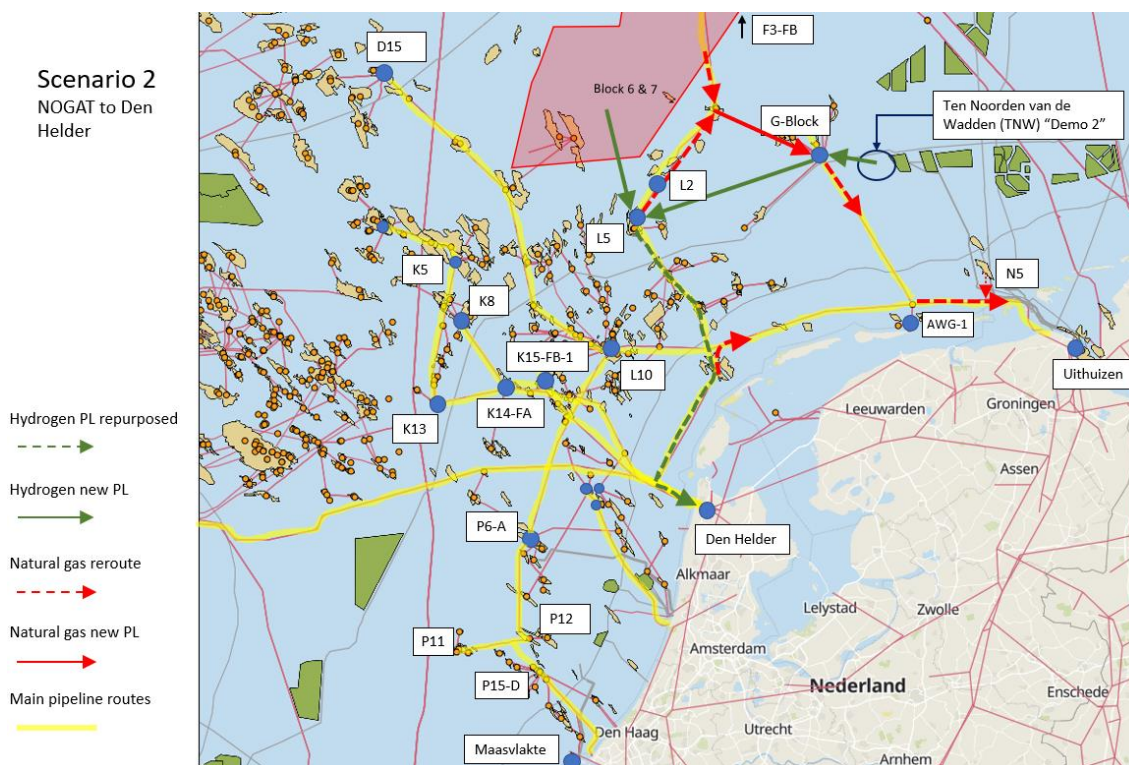 Scenario 2
NOGAT to Den
Helder
D15
F3-FB
Block 6 & 7
G-Block
Ten Noorden van de
Wadden (TNW) “Demo 2”
L2
L5
K5
K8
N5
K15-FB-1
L10
AWG-1
Uithuizen
K14-FA
K13
Leeuwarden
Groningen
Assen
Hydrogen PL repurposed
Hydrogen new PL
Natural gas reroute
Natural gas new PL
Main pipeline routes
P6-A
Den Helder
Alkmaar
Lelystad
Zwolle
P12
P11
P15-D
Amsterdam
Nederland
Enschede
Den Haag
Utrecht
Maasvlakte
Arnhem